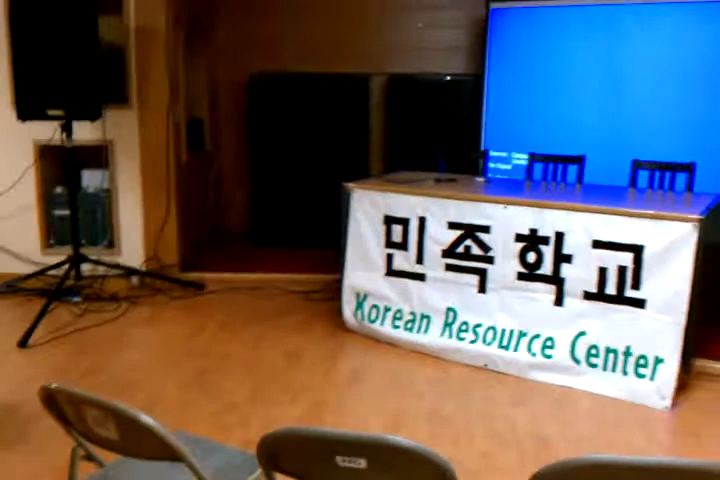 민족학교
Korean Resource Center